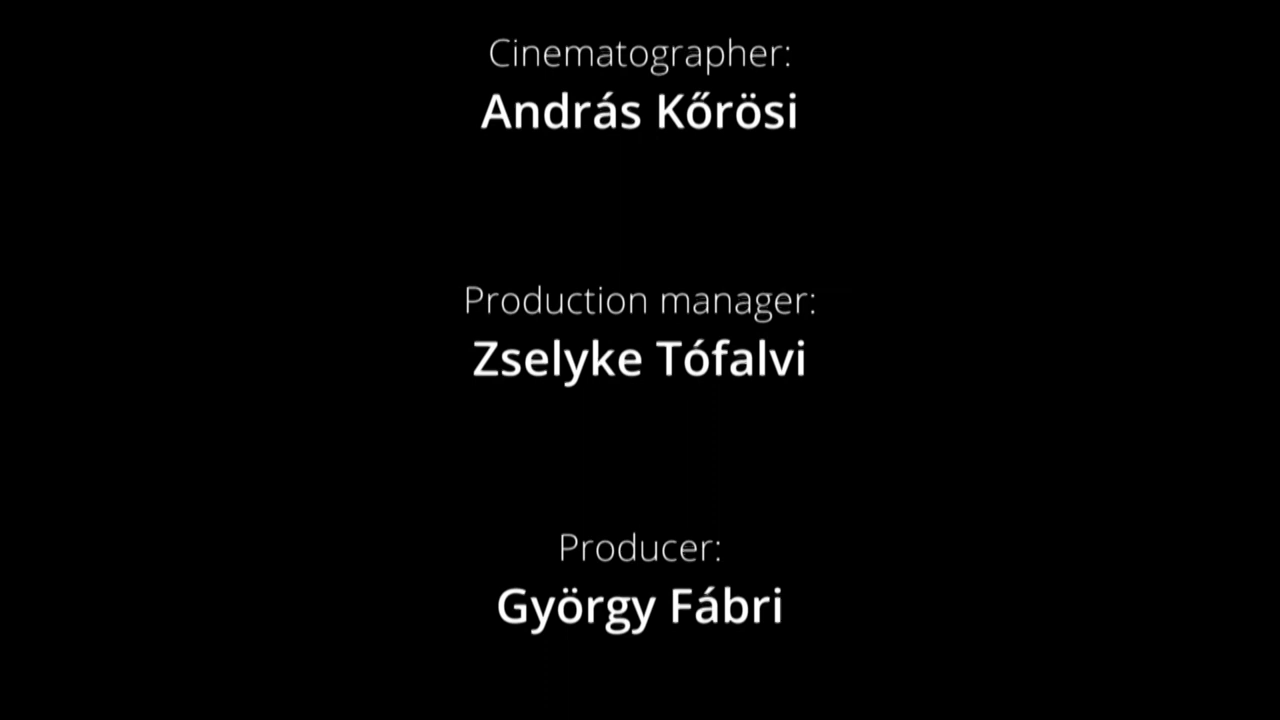 Cinematographer:
András Kőrösi
Production manager:
Zselyke Tófalvi
Producer:
György Fábri